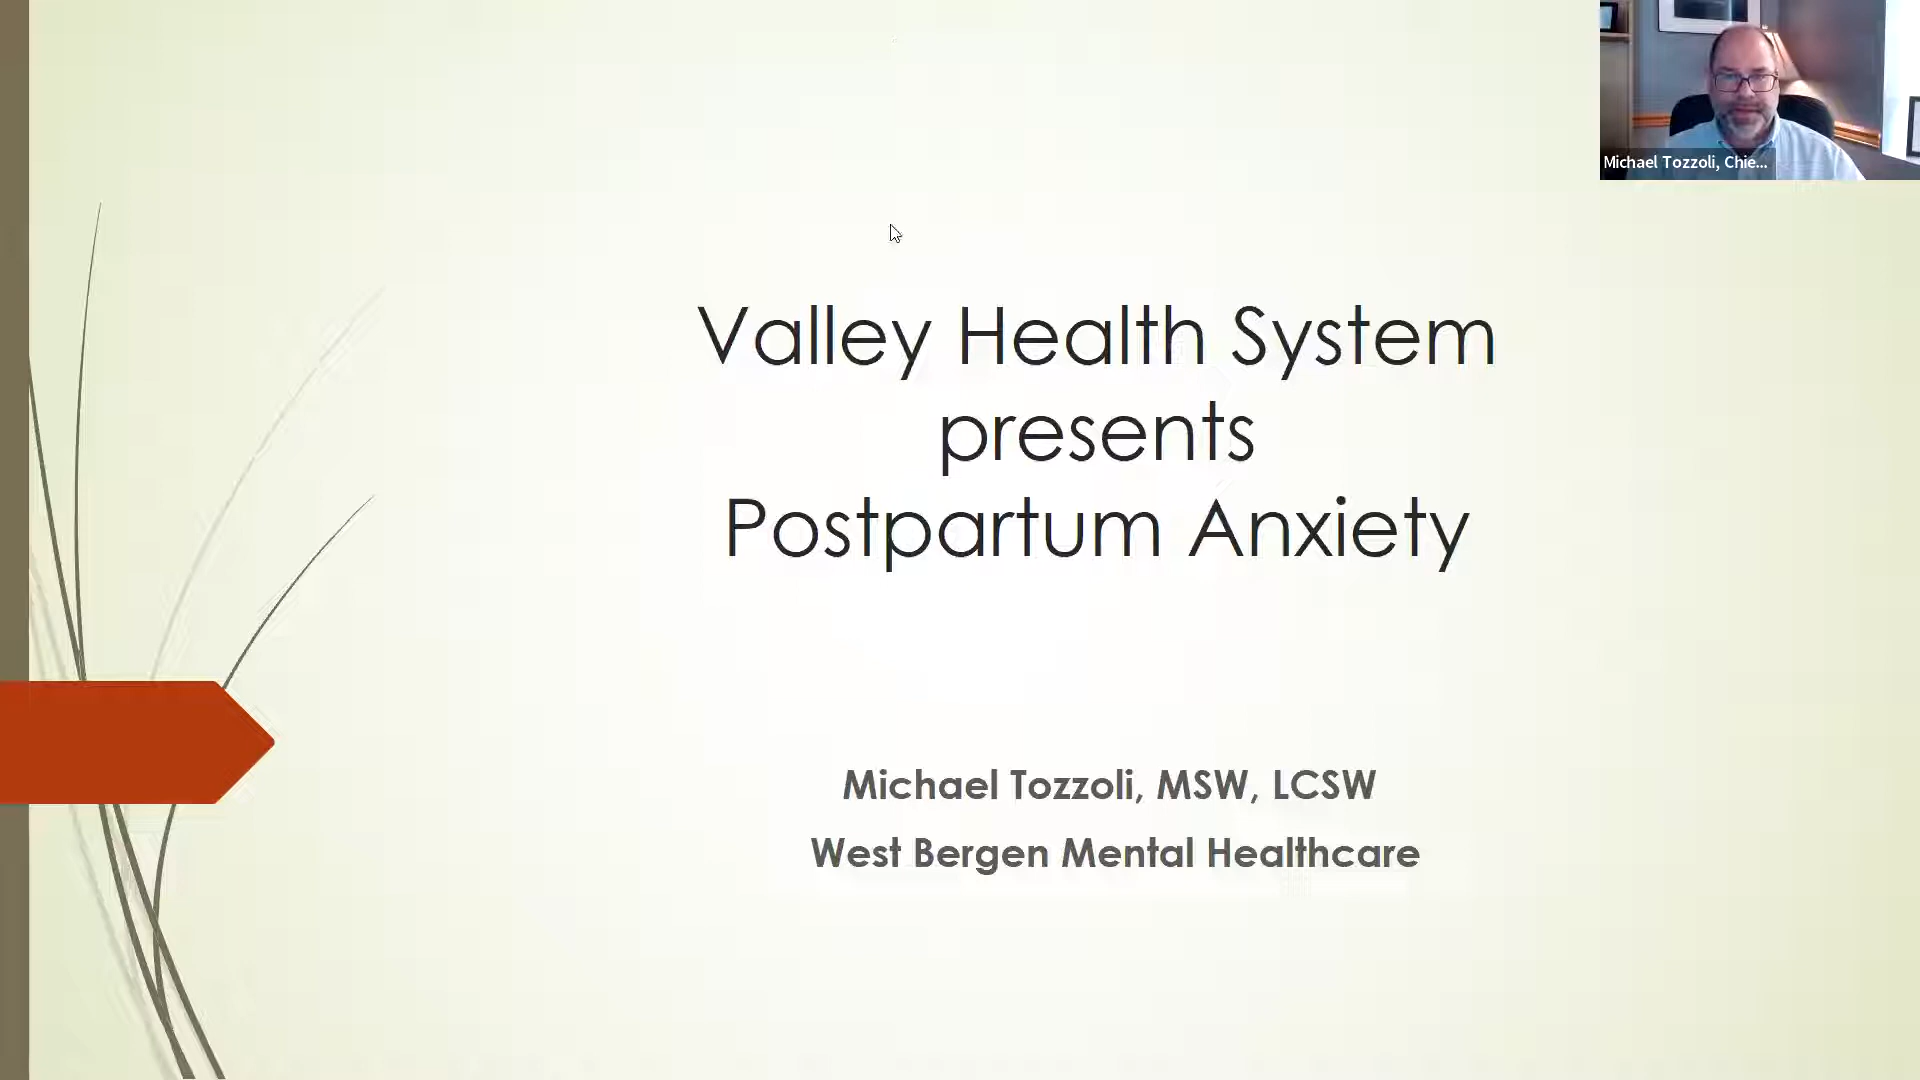 Michael Tozzoli, Chie...
Valley Health System
presents
Postpartum Anxiety
Michael Tozzoli, MSW, LCSW
West Bergen Mental Healthcare